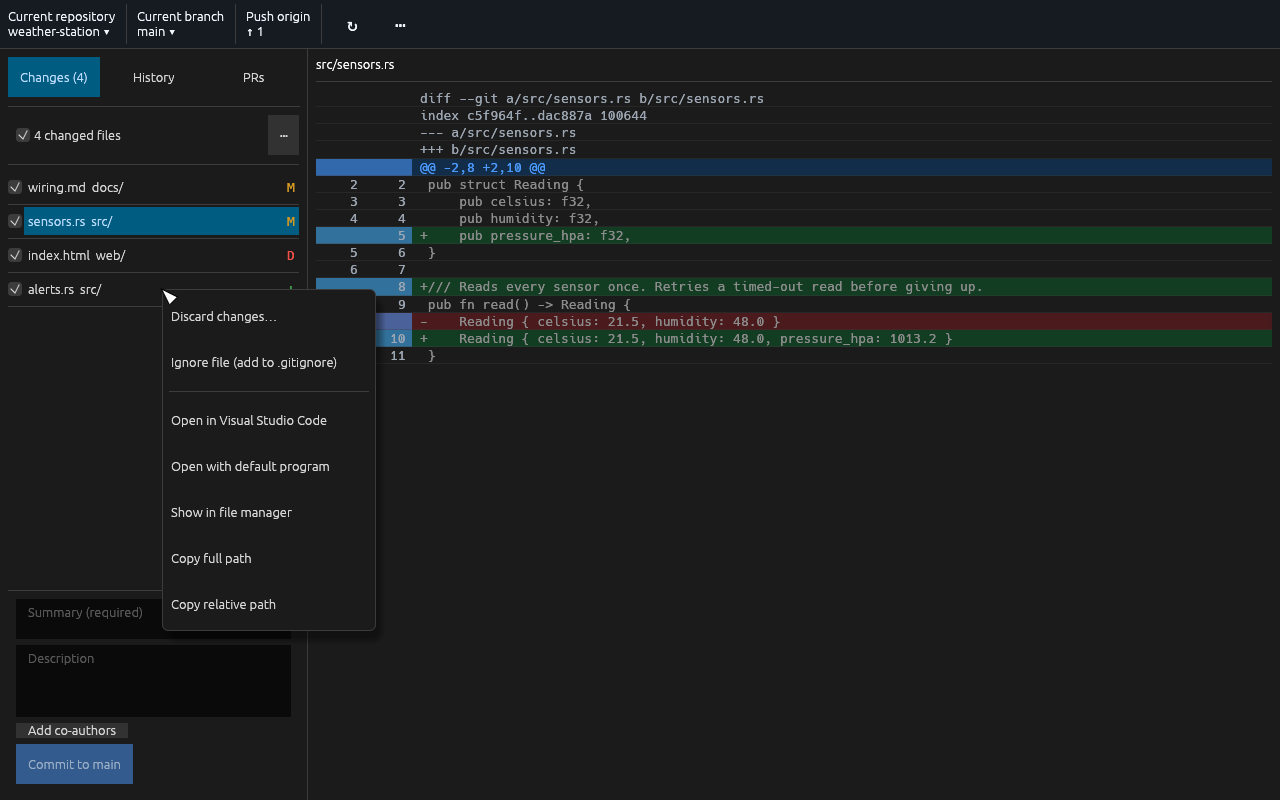 Current repository
weather-station ▾
Current branch
main ▾
Push origin
↑ 1
↻
…
Changes (4)
History
PRs
4 changed files
…
wiring.md docs/
M
sensors.rs src/
M
index.html web/
D
alerts.rs src/
Discard changes…
Ignore file (add to .gitignore)
Open in Visual Studio Code
Open with default program
Show in file manager
Copy full path
Copy relative path
Summary (required)
Description
Add co-authors
Commit to main
src/sensors.rs
diff --git a/src/sensors.rs b/src/sensors.rs
index c5f964f..dac887a 100644
--- a/src/sensors.rs
+++ b/src/sensors.rs
@@ -2,8 +2,10 @@
2 2 pub struct Reading {
3 3 pub celsius: f32,
4 4 pub humidity: f32,
5 + pub pressure_hpa: f32,
5 6 }
6 7
8 +/// Reads every sensor once. Retries a timed-out read before giving up.
9 pub fn read() -> Reading {
- Reading { celsius: 21.5, humidity: 48.0 }
10 + Reading { celsius: 21.5, humidity: 48.0, pressure_hpa: 1013.2 }
11 }